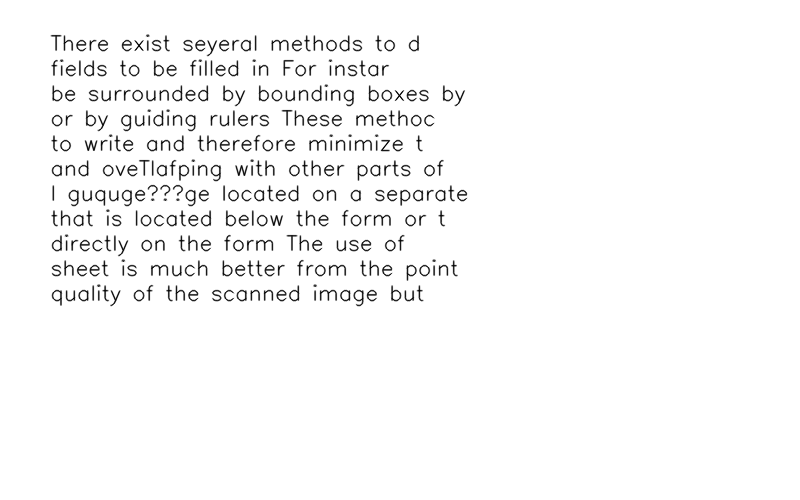 There exist seyeral methods to d
fields to be filled in For instar
be surrounded by bounding boxes by
or by guiding rulers These methoc
to write and therefore minimize t
and oveTlafping with other parts of
l guquge???ge located on a separate
that is located below the form or t
directly on the form The use of
sheet is much better from the point
quality of the scanned image but